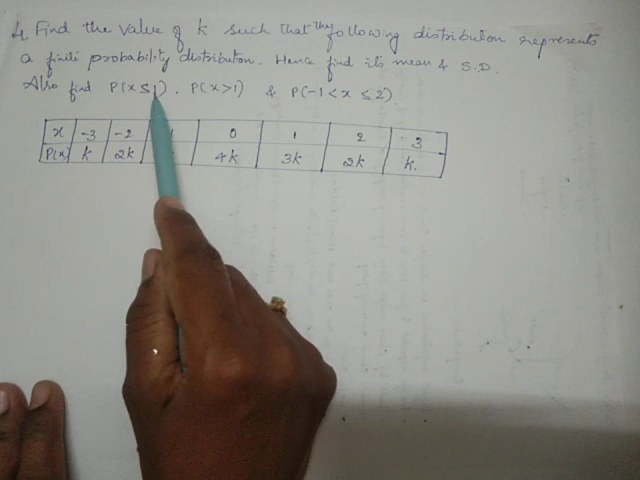 4 Find the value of k such that the following distribution represents
a finite probability distribution. Hence find its mean & S.D.
Also find P(x≤1). P(x>1) & P(-1<x≤2)
x -3 -2 0 1 2 3
P(x) k 2k 4k 3k 2k k.